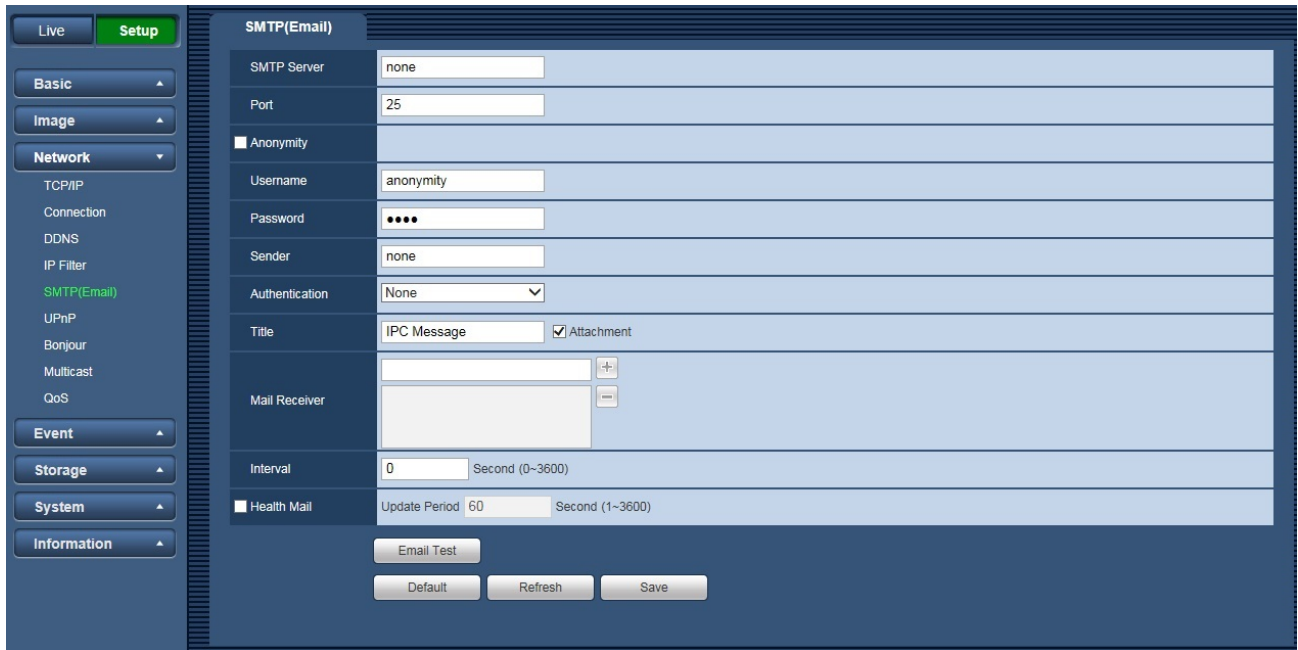 Live Setup
Basic
Image
Network
TCP/IP
Connection
DDNS
IP Filter
SMTP(Email)
UPnP
Bonjour
Multicast
QoS
Event
Storage
System
Information
SMTP(Email)
SMTP Server none
Port 25
Anonymity
Username anonymity
Password ••••
Sender none
Authentication None
Title IPC Message Attachment
Mail Receiver
Interval 0 Second (0~3600)
Health Mail Update Period 60 Second (1~3600)
Email Test
Default Refresh Save